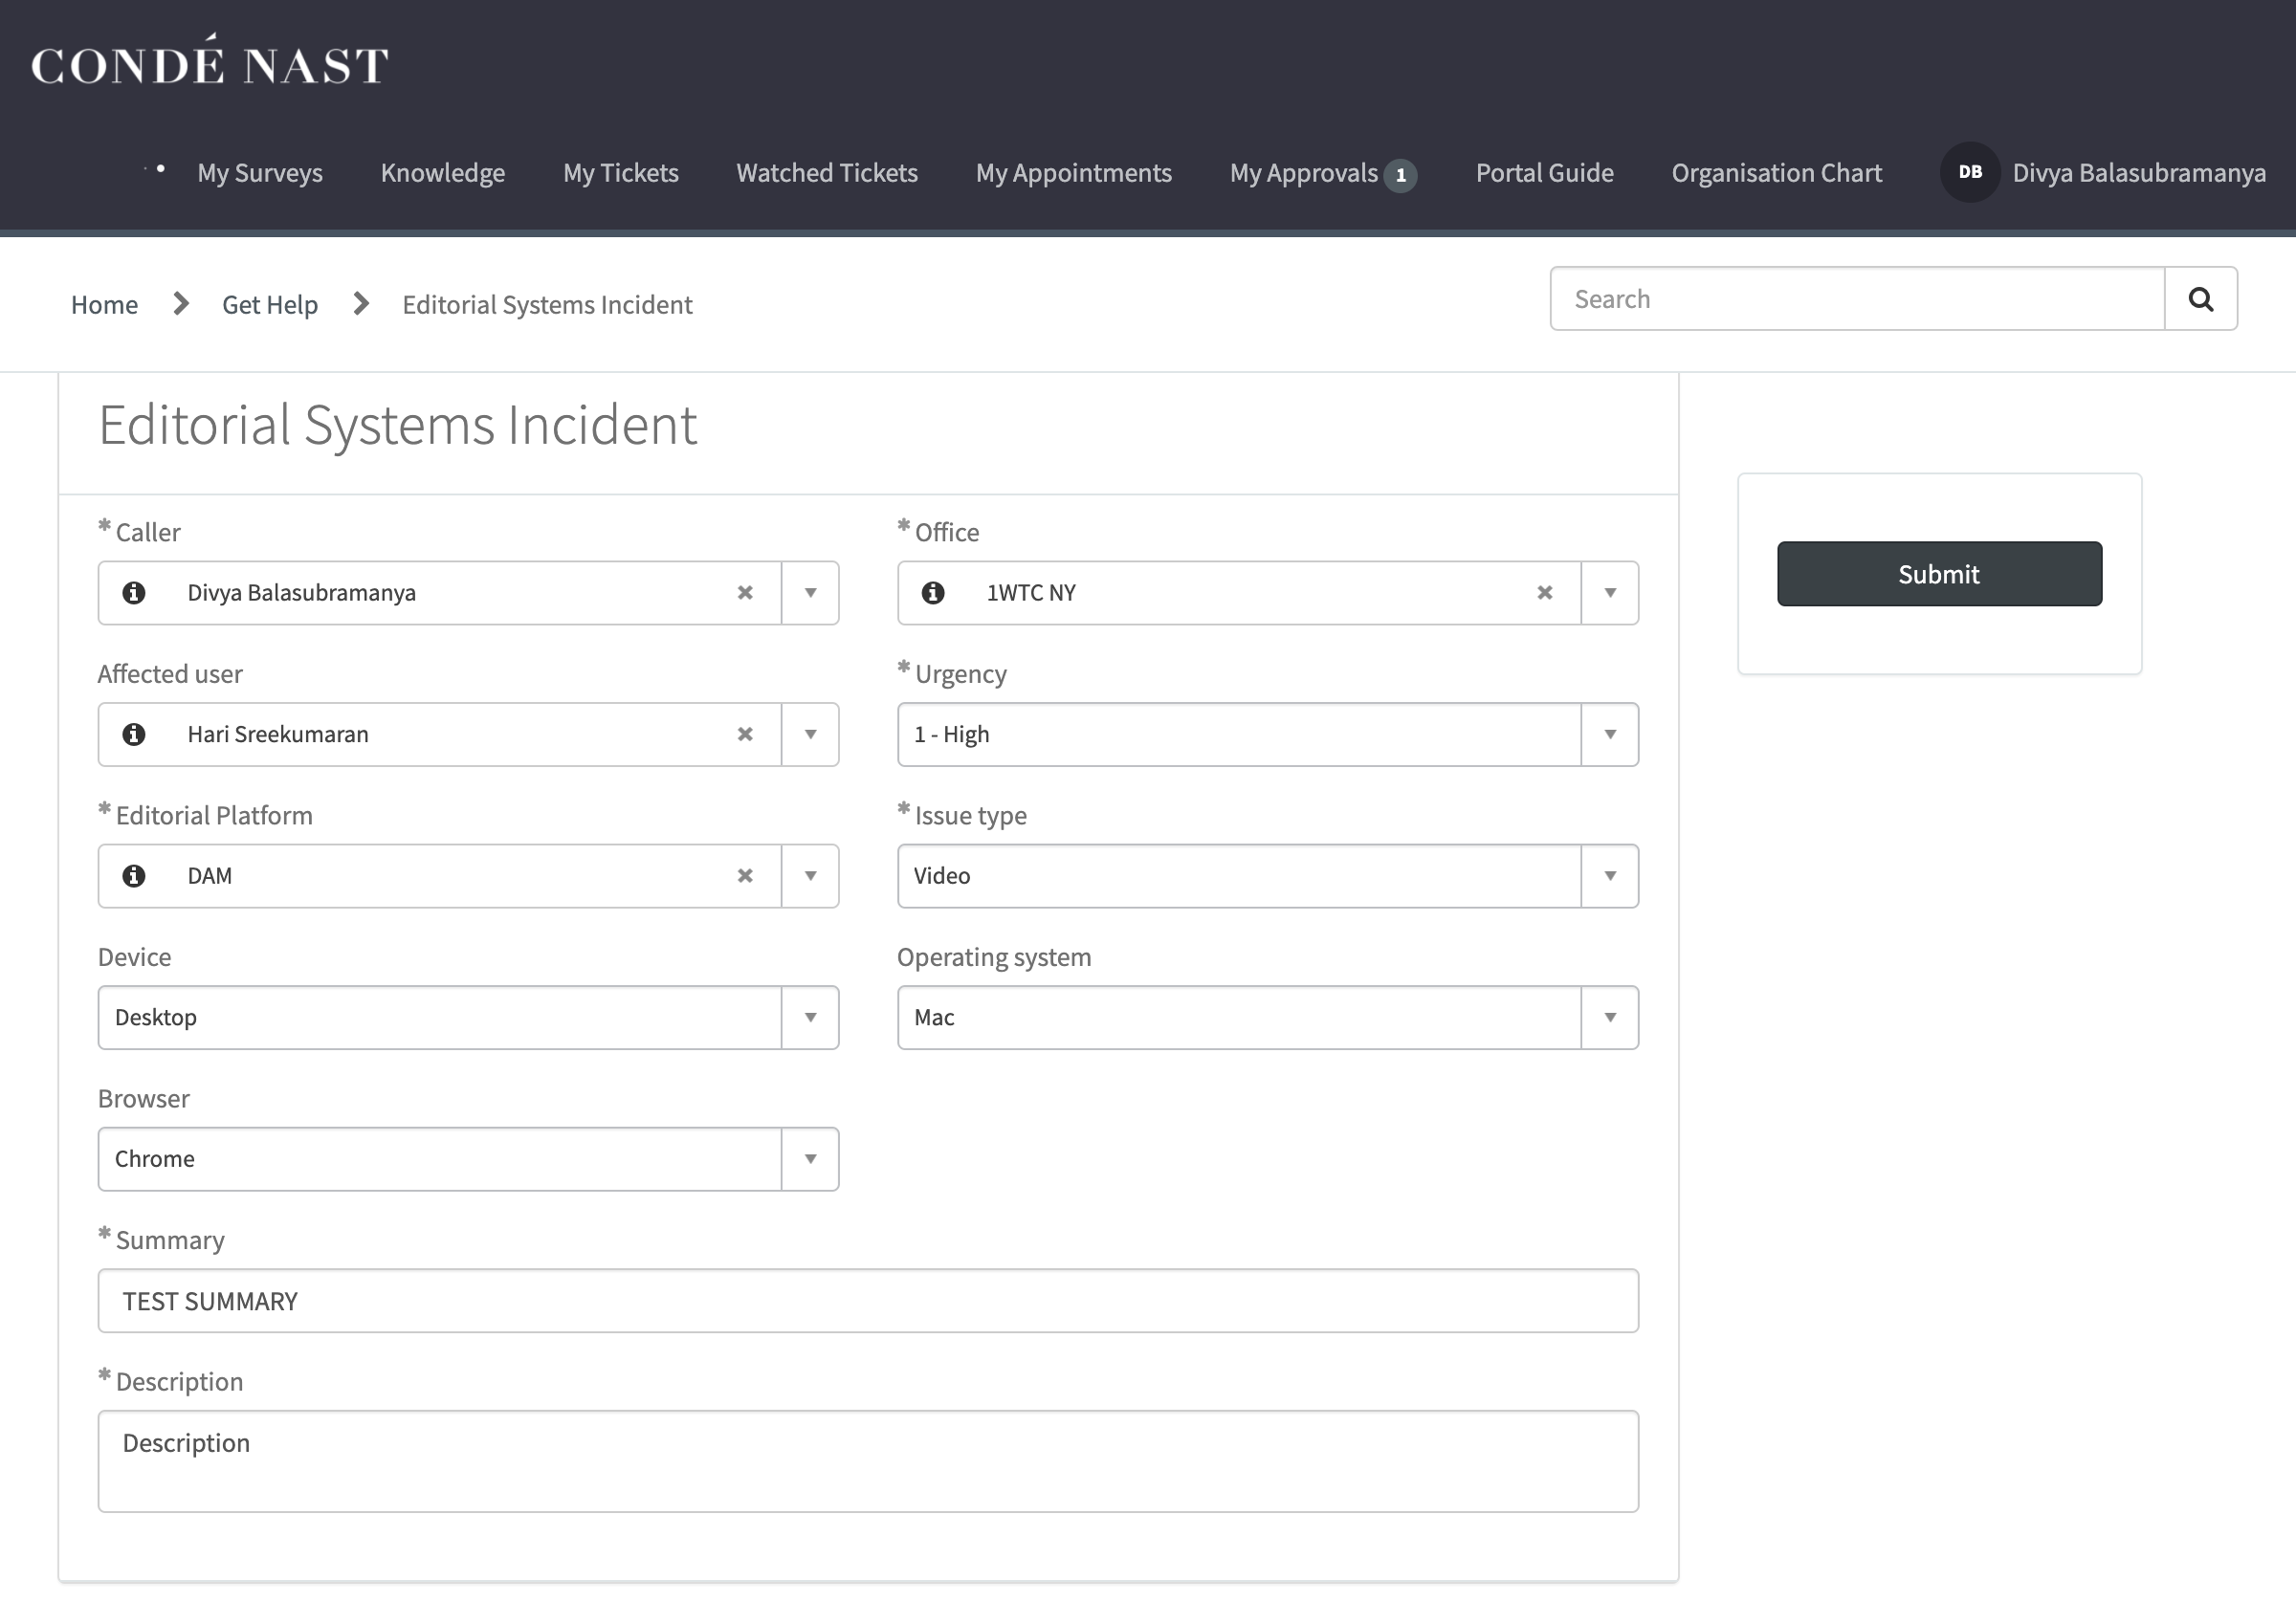 CONDÉ NAST
My Surveys Knowledge My Tickets Watched Tickets My Appointments My Approvals 1 Portal Guide Organisation Chart DB Divya Balasubramanya
Home Get Help Editorial Systems Incident Search
Editorial Systems Incident
* Caller * Office
Divya Balasubramanya 1WTC NY
Submit
Affected user * Urgency
Hari Sreekumaran 1 - High
* Editorial Platform * Issue type
DAM Video
Device Operating system
Desktop Mac
Browser
Chrome
* Summary
TEST SUMMARY
* Description
Description